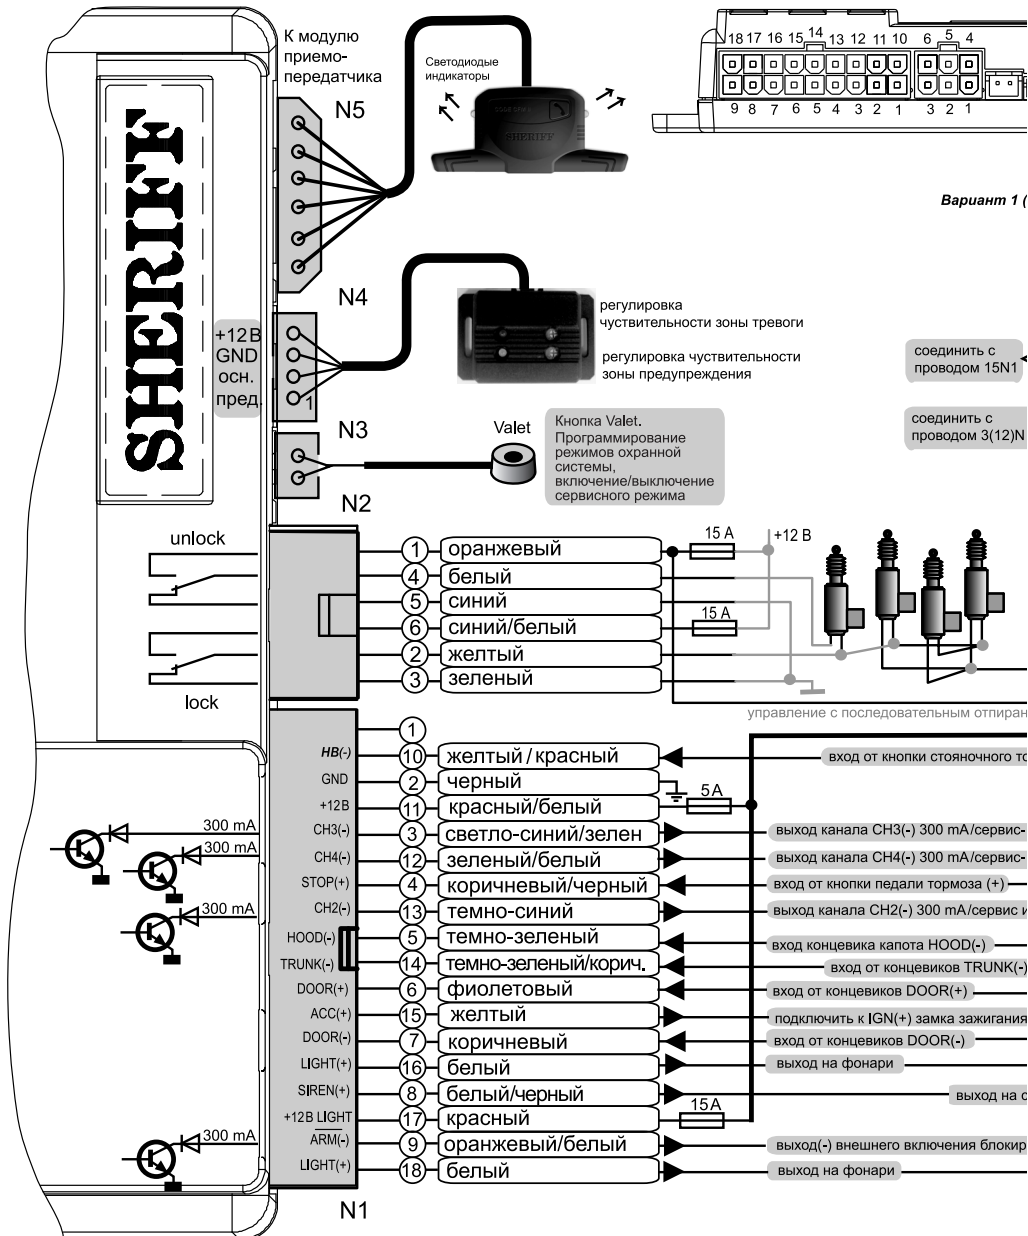 К модулю
приемо-
передатчика
N5
Светодиодные
индикаторы
SHERIFF
18 17 16 15 14 13 12 11 10 6 5 4
9 8 7 6 5 4 3 2 1 3 2 1
Вариант 1 (
SHERIFF
N4
+12В
GND
осн.
пред.
1
регулировка
чуствительности зоны тревоги
регулировка чуствительности
зоны предупреждения
соединить с
проводом 15N1
соединить с
проводом 3(12)N
N3
Valet
Кнопка Valet.
Программирование
режимов охранной
системы,
включение/выключение
сервисного режима
N2
unlock
lock
1 оранжевый 15 А +12 В
4 белый
5 синий
6 синий/белый 15 А
2 желтый
3 зеленый
управление с последовательным отпиран
1
HB(-) 10 желтый/красный вход от кнопки стояночного то
GND 2 черный
+12В 11 красный/белый 5А
300 mA CH3(-) 3 светло-синий/зелен выход канала CH3(-) 300 mA/сервис-
300 mA CH4(-) 12 зеленый/белый выход канала CH4(-) 300 mA/сервис-
STOP(+) 4 коричневый/черный вход от кнопки педали тормоза (+)
300 mA CH2(-) 13 темно-синий выход канала CH2(-) 300 mA/сервис и
HOOD(-) 5 темно-зеленый вход концевика капота HOOD(-)
TRUNK(-) 14 темно-зеленый/корич. вход от концевиков TRUNK(-)
DOOR(+) 6 фиолетовый вход от концевиков DOOR(+)
ACC(+) 15 желтый подключить к IGN(+) замка зажигания
DOOR(-) 7 коричневый вход от концевиков DOOR(-)
LIGHT(+) 16 белый выход на фонари
SIREN(+) 8 белый/черный выход на с
+12В LIGHT 17 красный 15А
300 mA ARM(-) 9 оранжевый/белый выход(-) внешнего включения блокир
LIGHT(+) 18 белый выход на фонари
N1